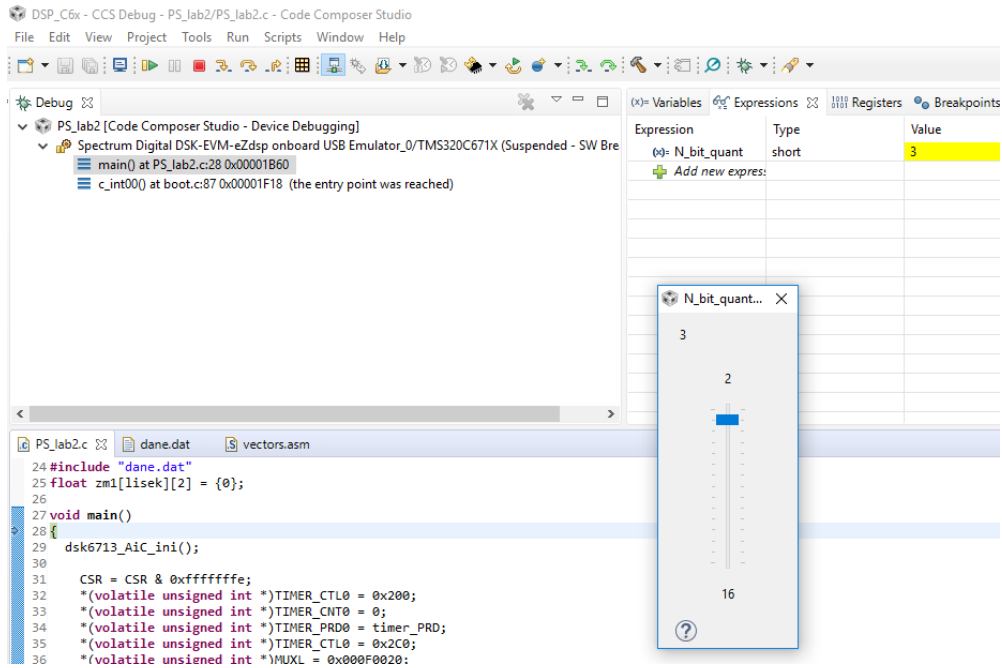 DSP_C6x - CCS Debug - PS_lab2/PS_lab2.c - Code Composer Studio
File Edit View Project Tools Run Scripts Window Help
Debug
PS_lab2 [Code Composer Studio - Device Debugging]
Spectrum Digital DSK-EVM-eZdsp onboard USB Emulator_0/TMS320C671X (Suspended - SW Bre
main() at PS_lab2.c:28 0x00001B60
c_int00() at boot.c:87 0x00001F18 (the entry point was reached)
(x)= Variables Expressions 1010 0101 Registers Breakpoints
Expression Type Value
(x)= N_bit_quant short 3
Add new expres
N_bit_quant...
3
2
16
?
PS_lab2.c dane.dat vectors.asm
24 #include "dane.dat"
25 float zm1[lisek][2] = {0};
26
27 void main()
28 {
29 dsk6713_AiC_ini();
30
31 CSR = CSR & 0xfffffffe;
32 *(volatile unsigned int *)TIMER_CTL0 = 0x200;
33 *(volatile unsigned int *)TIMER_CNT0 = 0;
34 *(volatile unsigned int *)TIMER_PRD0 = timer_PRD;
35 *(volatile unsigned int *)TIMER_CTL0 = 0x2C0;
36 *(volatile unsigned int *)MUXL = 0x000F0020;